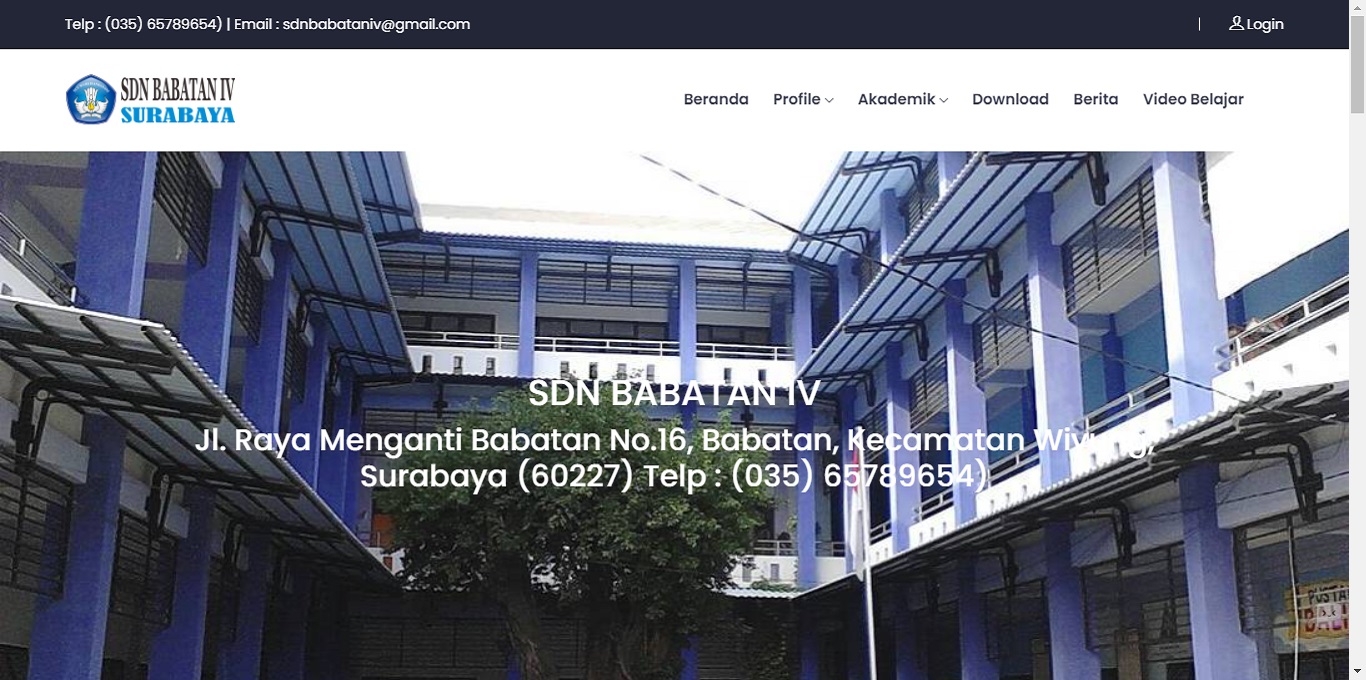 Telp : (035) 65789654) | Email : sdnbabataniv@gmail.com
| Login
SDN BABATAN IV
SURABAYA
Beranda Profile Akademik Download Berita Video Belajar
SDN BABATAN IV
Jl. Raya Menganti Babatan No.16, Babatan, Kecamatan Wiyung,
Surabaya (60227) Telp : (035) 65789654)